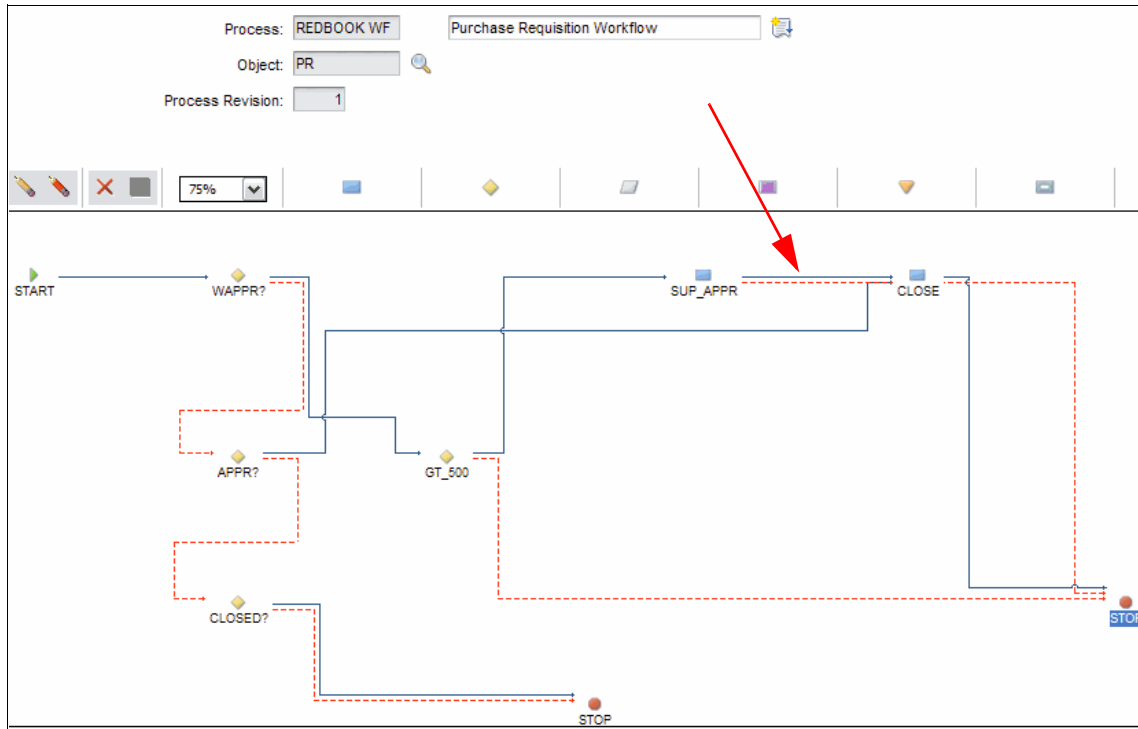 Process: REDBOOK WF Purchase Requisition Workflow
Object: PR
Process Revision: 1
75%
START WAPPR? SUP_APPR CLOSE
APPR? GT_500
CLOSED? STOP
STOP